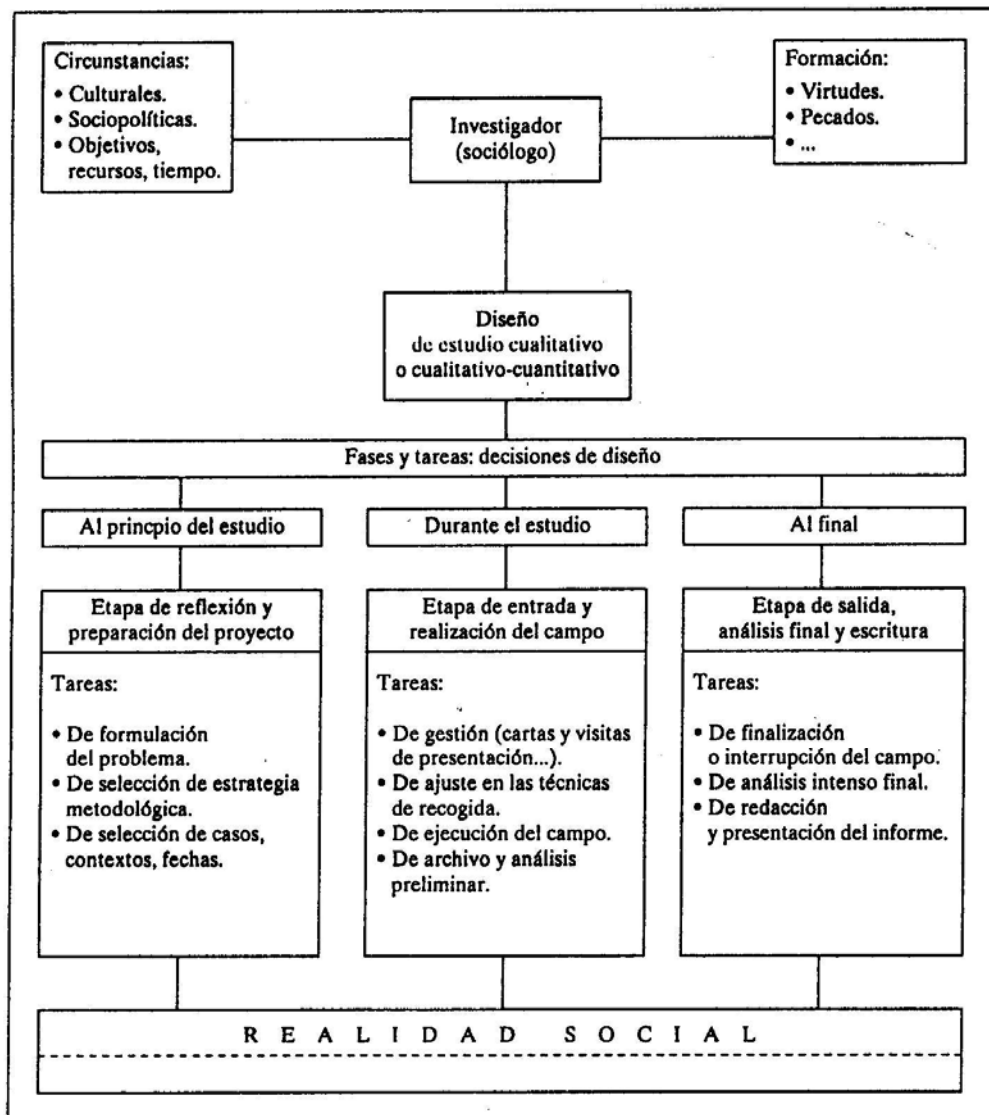 Circunstancias:
• Culturales.
• Sociopolíticas.
• Objetivos,
recursos, tiempo.
Investigador
(sociólogo)
Formación:
• Virtudes.
• Pecados.
• ...
Diseño
de estudio cualitativo
o cualitativo-cuantitativo
Fases y tareas: decisiones de diseño
Al princpio del estudio
Durante el estudio
Al final
Etapa de reflexión y
preparación del proyecto
Tareas:
• De formulación
del problema.
• De selección de estrategia
metodológica.
• De selección de casos,
contextos, fechas.
Etapa de entrada y
realización del campo
Tareas:
• De gestión (cartas y visitas
de presentación...).
• De ajuste en las técnicas
de recogida.
• De ejecución del campo.
• De archivo y análisis
preliminar.
Etapa de salida,
análisis final y escritura
Tareas:
• De finalización
o interrupción del campo.
• De análisis intenso final.
• De redacción
y presentación del informe.
REALIDAD SOCIAL